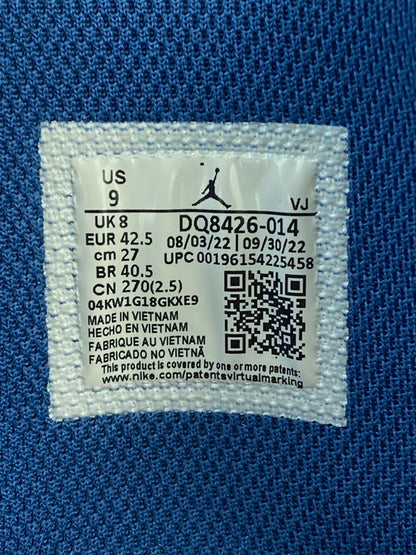 US
9
VJ
UK 8
EUR 42.5
cm 27
BR 40.5
CN 270(2.5)
04KW1G18GKXE9
DQ8426-014
08/03/22 | 09/30/22
UPC 00196154225458
MADE IN VIETNAM
HECHO EN VIETNAM
FABRIQUE AU VIETNAM
FABRICADO NO VIETNÃ
This product is covered by one or more patents.
www.nike.com/patentsvirtualmarking